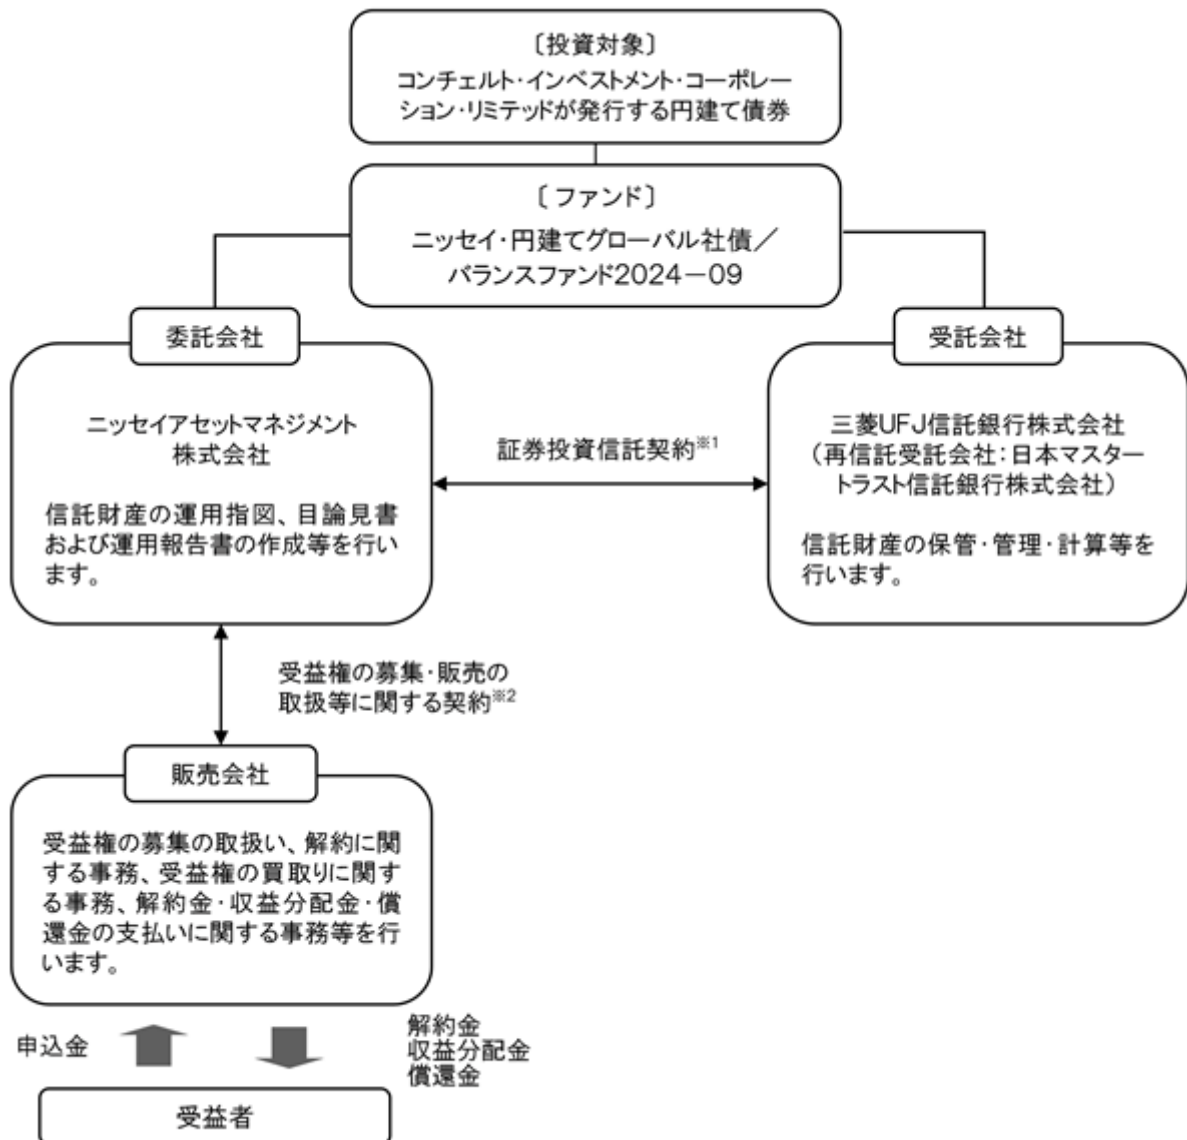 〔投資対象〕
コンチェルト・インベストメント・コーポレー
ション・リミテッドが発行する円建て債券
〔ファンド〕
ニッセイ・円建てグローバル社債／
バランスファンド2024－09
委託会社
ニッセイアセットマネジメント
株式会社
信託財産の運用指図、目論見書
および運用報告書の作成等を行い
ます。
証券投資信託契約※1
受託会社
三菱UFJ信託銀行株式会社
（再信託受託会社：日本マスター
トラスト信託銀行株式会社）
信託財産の保管・管理・計算等を
行います。
受益権の募集・販売の
取扱等に関する契約※2
販売会社
受益権の募集の取扱い、解約に関
する事務、受益権の買取りに関す
る事務、解約金・収益分配金・償
還金の支払いに関する事務等を行
います。
申込金
解約金
収益分配金
償還金
受益者